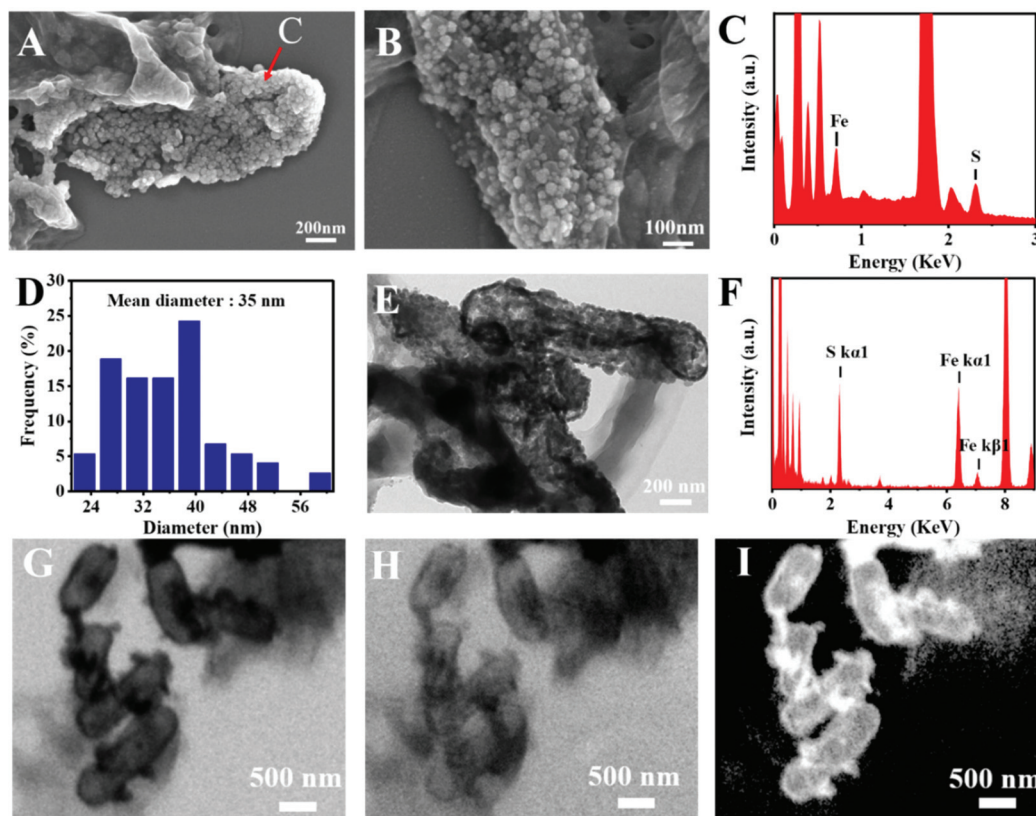 A
C
200nm
B
100nm
C
Intensity (a.u.)
Fe
S
0
1
2
3
Energy (KeV)
D
Mean diameter : 35 nm
Frequency (%)
30
25
20
15
10
5
0
24
32
40
48
56
Diameter (nm)
E
200 nm
F
Intensity (a.u.)
S kα1
Fe kα1
Fe kβ1
0
2
4
6
8
Energy (KeV)
G
500 nm
H
500 nm
I
500 nm